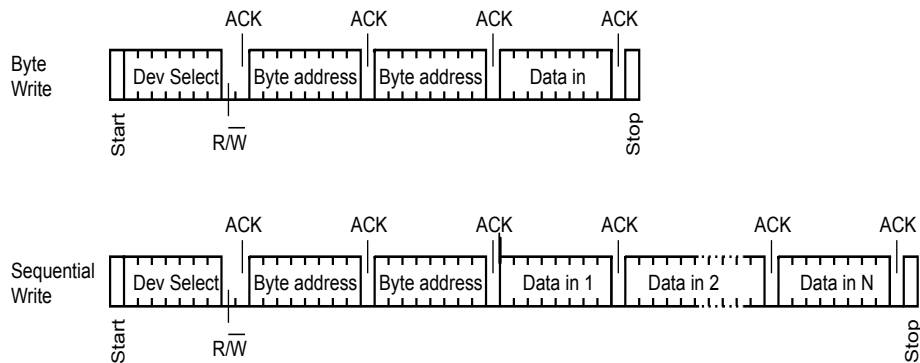 ACK ACK ACK ACK
Byte
Write
Dev Select Byte address Byte address Data in
Start R/W̅ Stop
ACK ACK ACK ACK ACK ACK
Sequential
Write
Dev Select Byte address Byte address Data in 1 Data in 2 Data in N
Start R/W̅ Stop